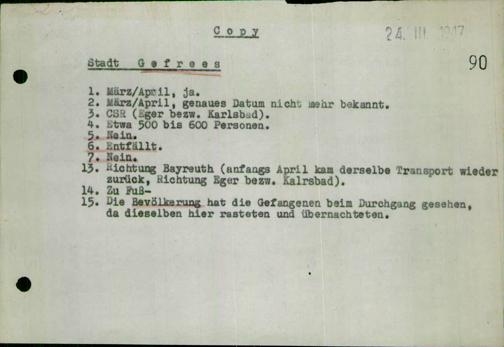 Copy
24. III. 1947
90
Stadt Gefrees
1. März/April, ja.
2. März/April, genaues Datum nicht mehr bekannt.
3. CSR (Eger bezw. Karlsbad).
4. Etwa 500 bis 600 Personen.
5. Nein.
6. Entfällt.
7. Nein.
13. Richtung Bayreuth (anfangs April kam derselbe Transport wieder
zurück, Richtung Eger bezw. Kalrsbad).
14. Zu Fuß-
15. Die Bevölkerung hat die Gefangenen beim Durchgang gesehen,
da dieselben hier rasteten und übernachteten.